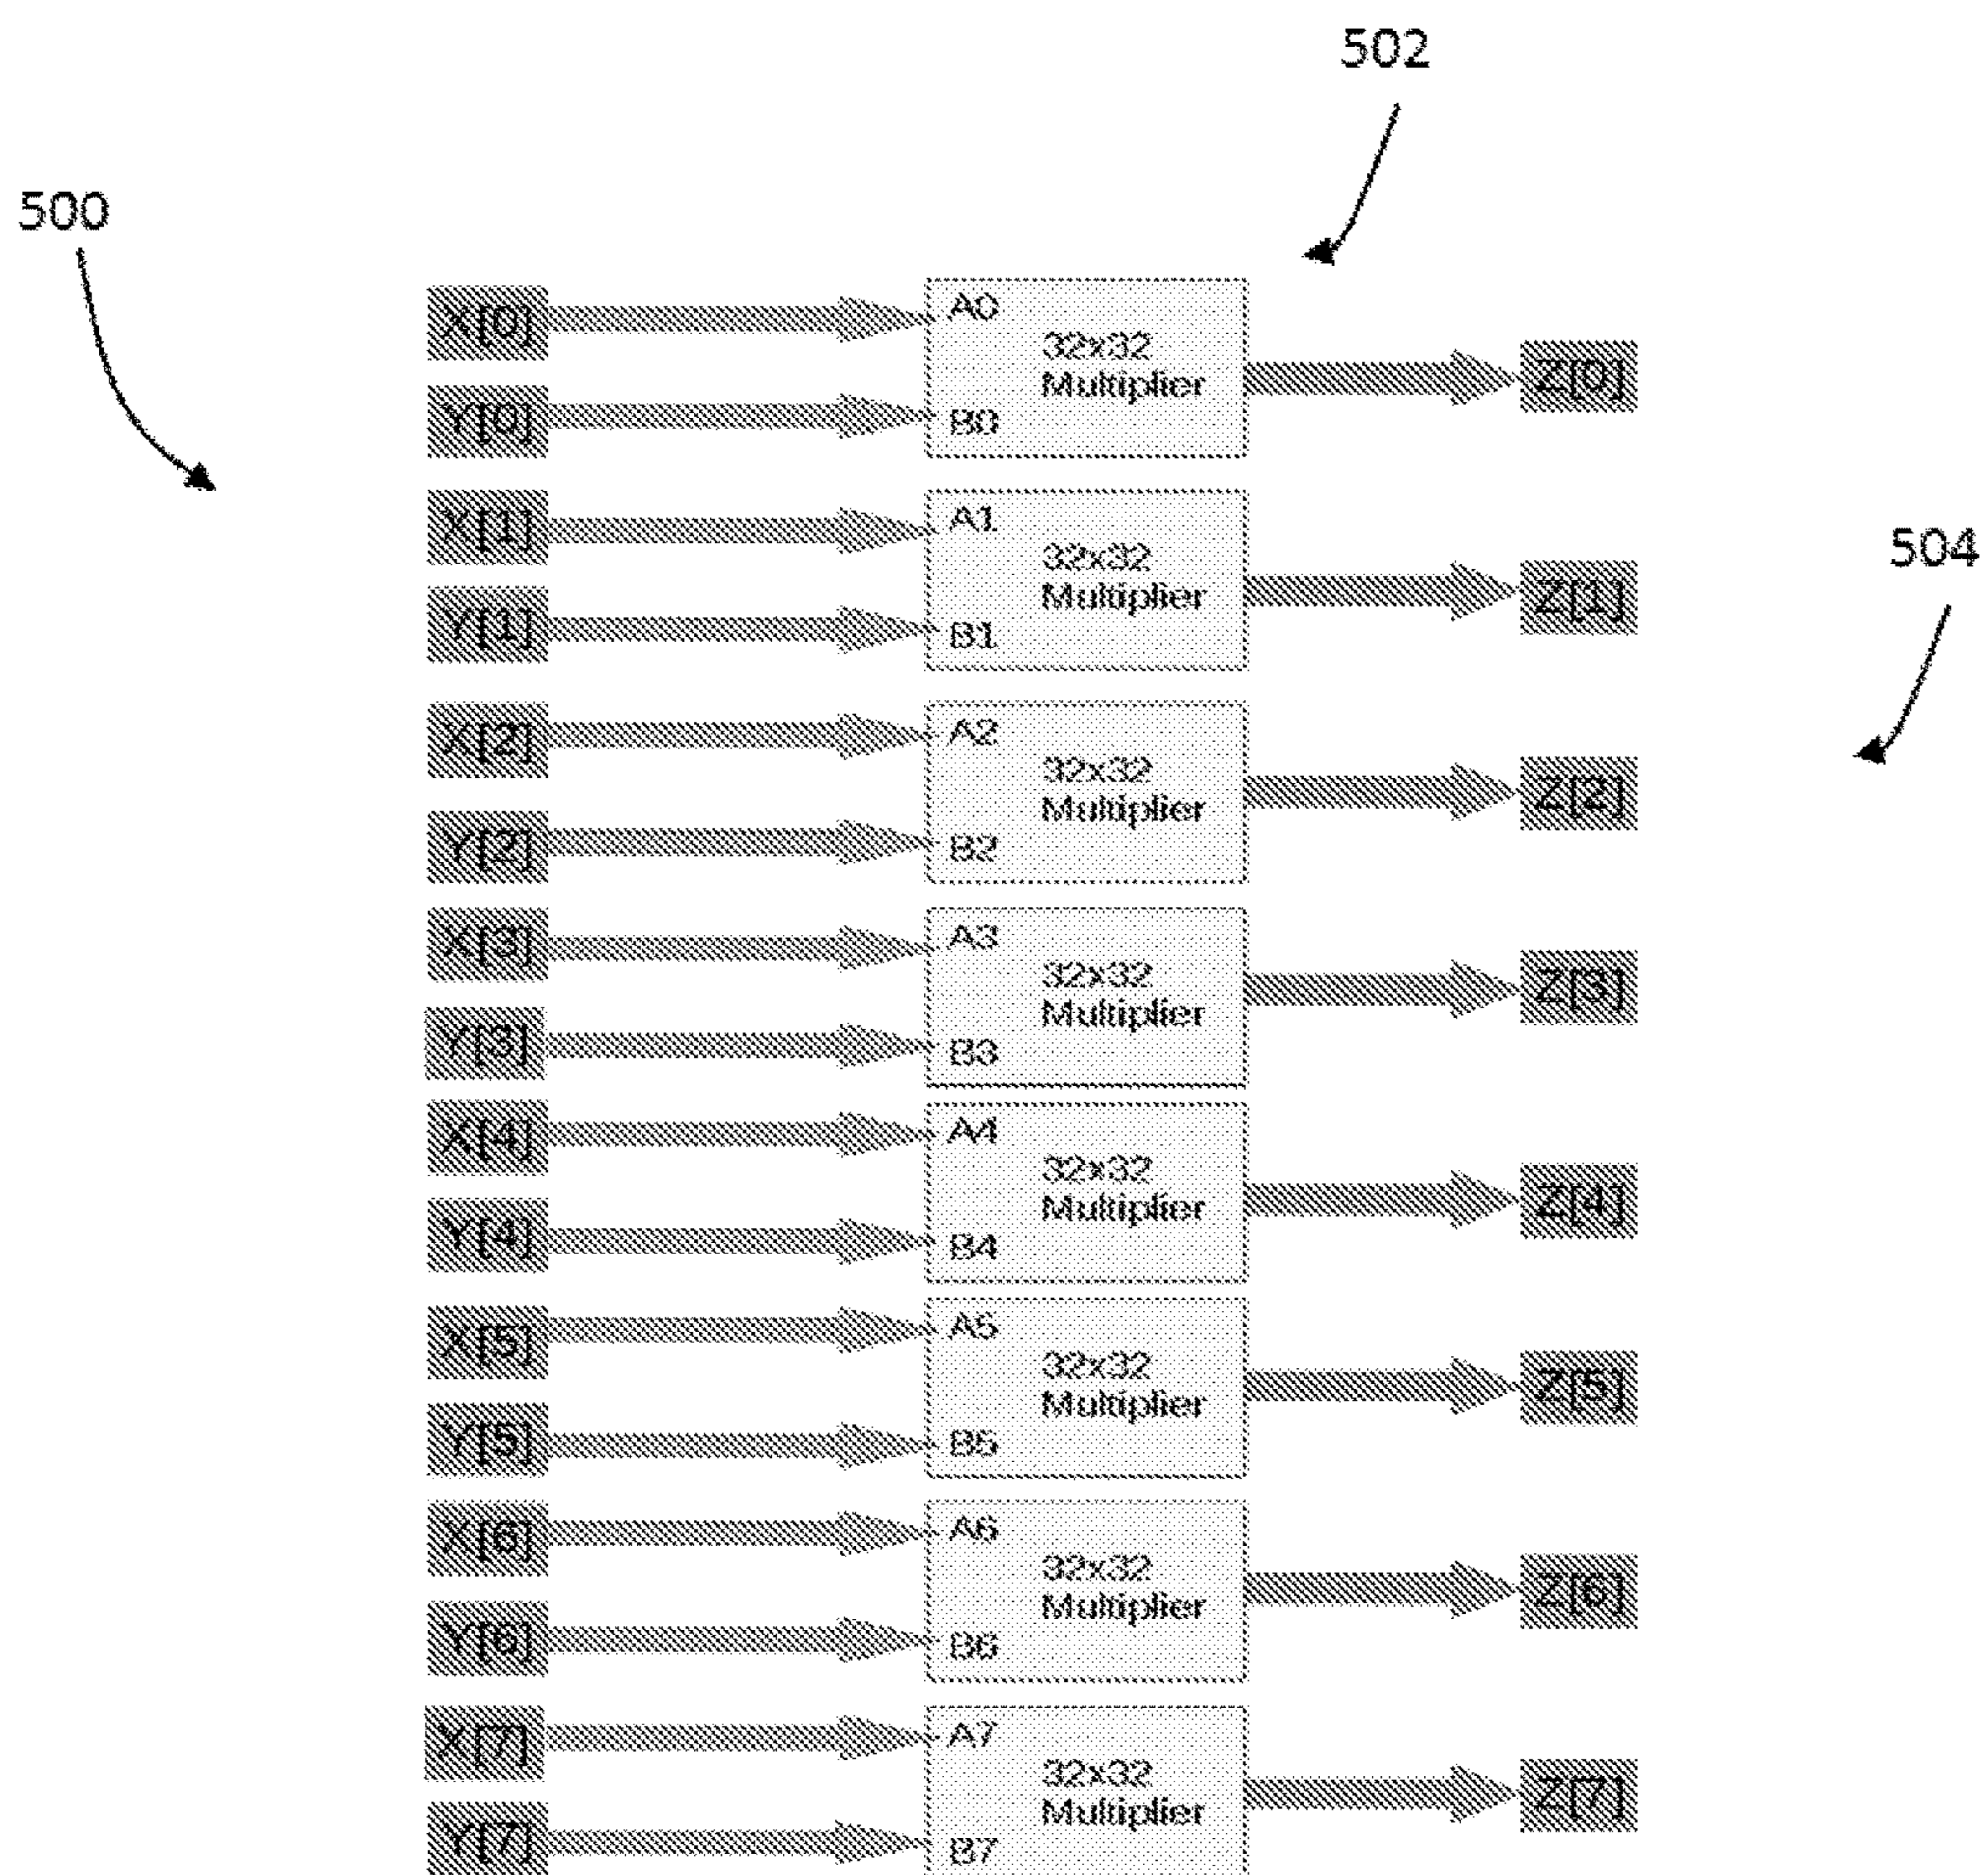 502
500
X[0]
A0
32x32
Multiplier
Z[0]
Y[0]
B0
X[1]
A1
504
32x32
Multiplier
Z[1]
Y[1]
B1
X[2]
A2
32x32
Multiplier
Z[2]
Y[2]
B2
X[3]
A3
32x32
Multiplier
Z[3]
Y[3]
B3
X[4]
A4
32x32
Multiplier
Z[4]
Y[4]
B4
X[5]
A5
32x32
Multiplier
Z[5]
Y[5]
B5
X[6]
A6
32x32
Multiplier
Z[6]
Y[6]
B6
X[7]
A7
32x32
Multiplier
Z[7]
Y[7]
B7